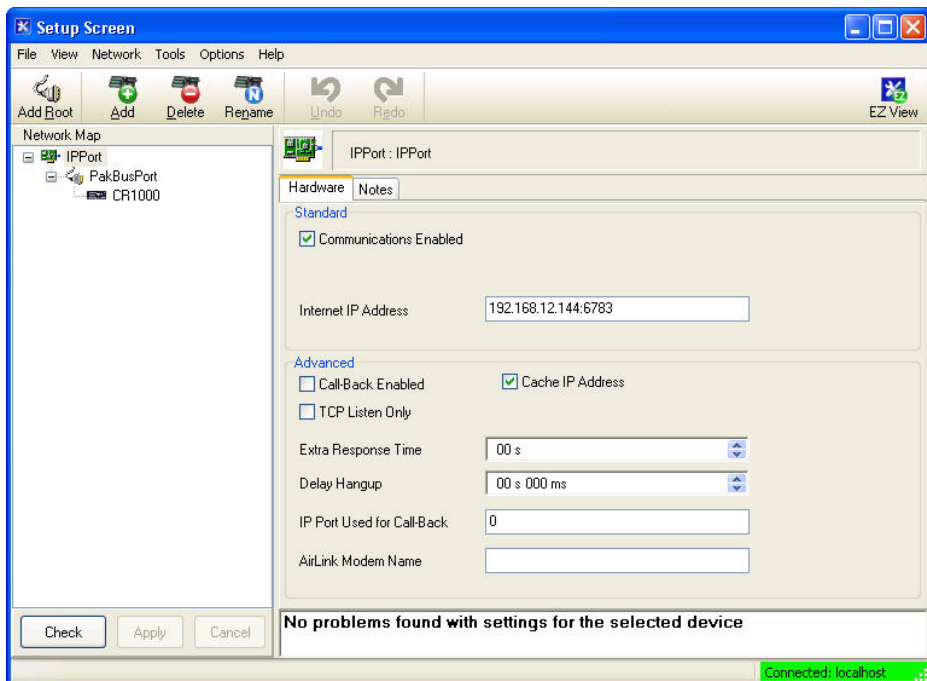 Setup Screen
File View Network Tools Options Help
Add Root Add Delete Rename Undo Redo EZ View
Network Map
IPPort
PakBusPort
CR1000
IPPort : IPPort
Hardware Notes
Standard
Communications Enabled
Internet IP Address 192.168.12.144:6783
Advanced
Call-Back Enabled Cache IP Address
TCP Listen Only
Extra Response Time 00 s
Delay Hangup 00 s 000 ms
IP Port Used for Call-Back 0
AirLink Modem Name
Check Apply Cancel
No problems found with settings for the selected device
Connected: localhost